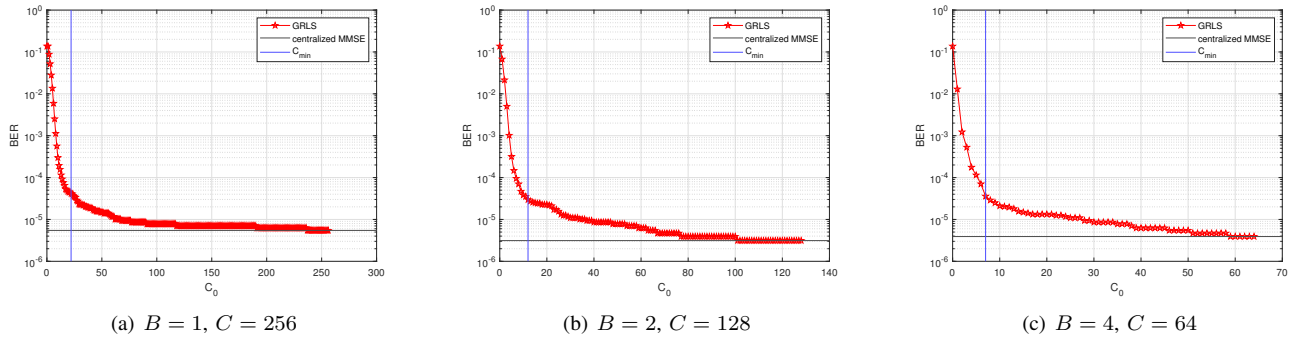 10^0
10^-1
10^-2
10^-3
10^-4
10^-5
10^-6
BER
0 50 100 150 200 250 300
C_0
GRLS
centralized MMSE
C_min
(a) B = 1, C = 256
10^0
10^-1
10^-2
10^-3
10^-4
10^-5
10^-6
BER
0 20 40 60 80 100 120 140
C_0
GRLS
centralized MMSE
C_min
(b) B = 2, C = 128
10^0
10^-1
10^-2
10^-3
10^-4
10^-5
10^-6
BER
0 10 20 30 40 50 60 70
C_0
GRLS
centralized MMSE
C_min
(c) B = 4, C = 64